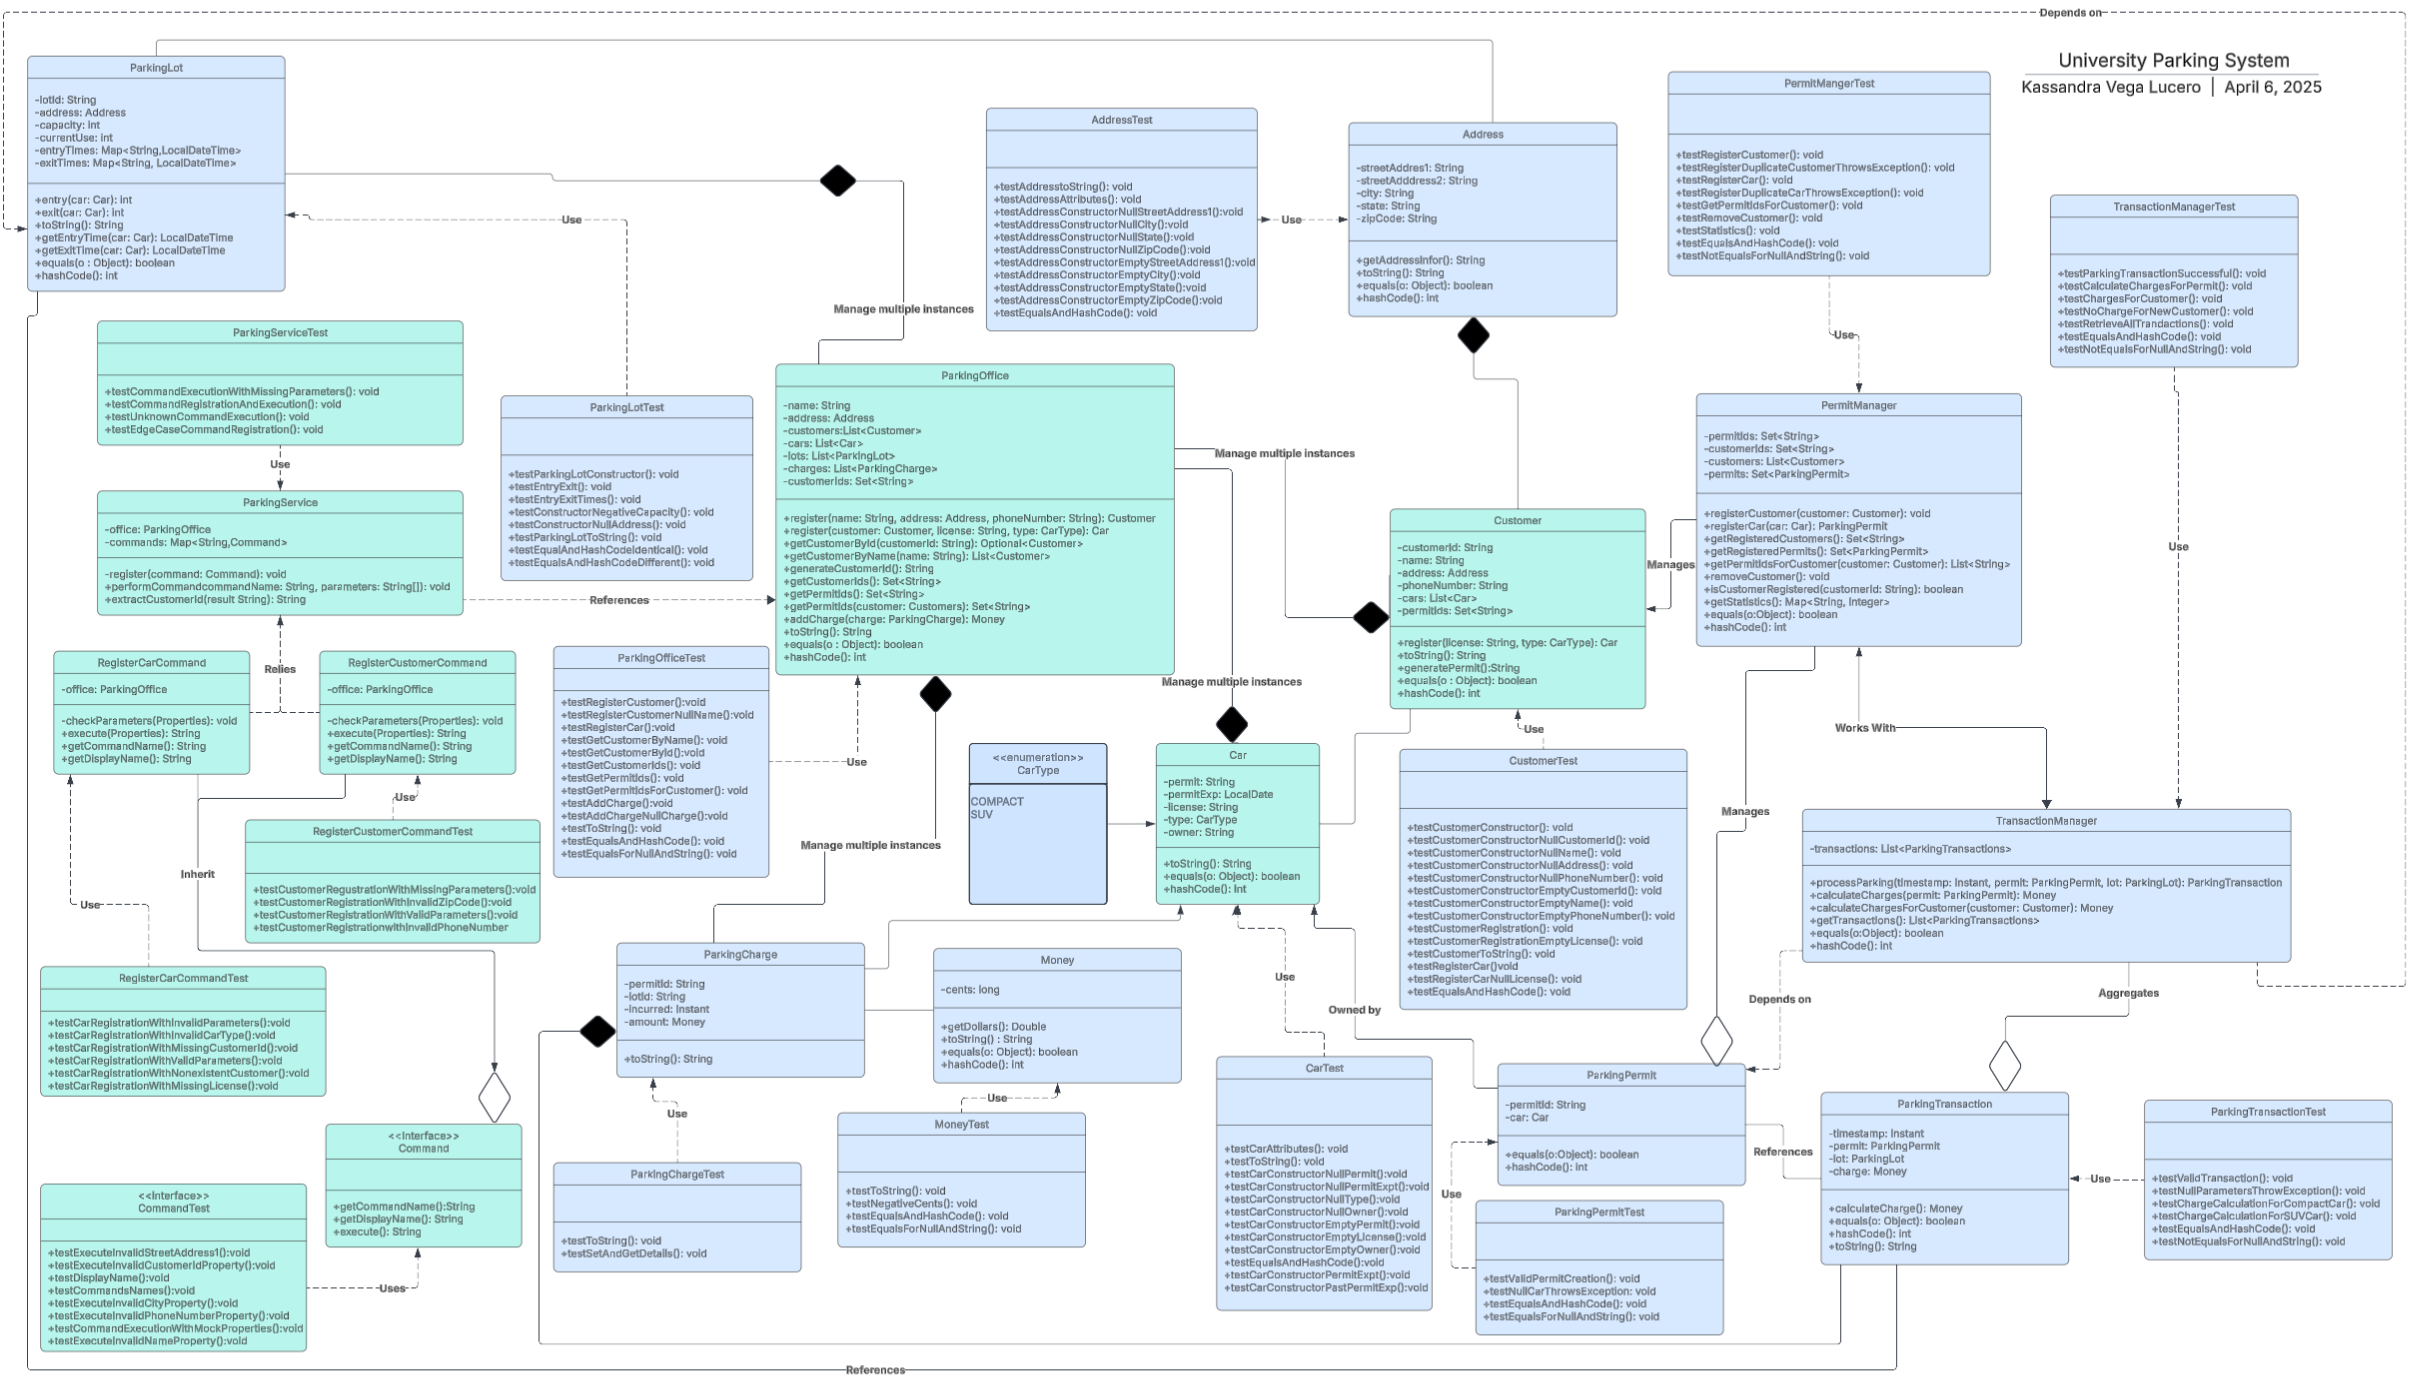 Depends on
University Parking System
Kassandra Vega Lucero | April 6, 2025
ParkingLot
-lotId: String
-address: Address
-capacity: int
-currentUse: int
-entryTimes: Map<String,LocalDateTime>
-exitTimes: Map<String, LocalDateTime>
+entry(car: Car): int
+exit(car: Car): int
+toString(): String
+getEntryTime(car: Car): LocalDateTime
+getExitTime(car: Car): LocalDateTime
+equals(o : Object): boolean
+hashCode(): int
Use
Manage multiple instances
AddressTest
+testAddresstoString(): void
+testAddressAttributes(): void
+testAddressConstructorNullStreetAddress1():void
+testAddressConstructorNullCity():void
+testAddressConstructorNullState():void
+testAddressConstructorNullZipCode():void
+testAddressConstructorEmptyStreetAddress1():void
+testAddressConstructorEmptyCity():void
+testAddressConstructorEmptyState():void
+testAddressConstructorEmptyZipCode():void
+testEqualsAndHashCode(): void
Use
Address
-streetAddres1: String
-streetAdddress2: String
-city: String
-state: String
-zipCode: String
+getAddressInfor(): String
+toString(): String
+equals(o: Object): boolean
+hashCode(): int
PermitMangerTest
+testRegisterCustomer(): void
+testRegisterDuplicateCustomerThrowsException(): void
+testRegisterCar(): void
+testRegisterDuplicateCarThrowsException(): void
+testGetPermitIdsForCustomer(): void
+testRemoveCustomer(): void
+testStatistics(): void
+testEqualsAndHashCode(): void
+testNotEqualsForNullAndString(): void
Use
TransactionManagerTest
+testParkingTransactionSuccessful(): void
+testCalculateChargesForPermit(): void
+testChargesForCustomer(): void
+testNoChargeForNewCustomer(): void
+testRetrieveAllTrandactions(): void
+testEqualsAndHashCode(): void
+testNotEqualsForNullAndString(): void
Use
ParkingServiceTest
+testCommandExecutionWithMissingParameters(): void
+testCommandRegistrationAndExecution(): void
+testUnknownCommandExecution(): void
+testEdgeCaseCommandRegistration(): void
Use
ParkingService
-office: ParkingOffice
-commands: Map<String,Command>
-register(command: Command): void
+performCommandcommandName: String, parameters: String[]): void
+extractCustomerId(result String): String
References
Relies
ParkingLotTest
+testParkingLotConstructor(): void
+testEntryExit(): void
+testEntryExitTimes(): void
+testConstructorNegativeCapacity(): void
+testConstructorNullAddress(): void
+testParkingLotToString(): void
+testEqualAndHashCodeIdentical(): void
+testEqualsAndHashCodeDifferent(): void
ParkingOffice
-name: String
-address: Address
-customers:List<Customer>
-cars: List<Car>
-lots: List<ParkingLot>
-charges: List<ParkingCharge>
-customerIds: Set<String>
+register(name: String, address: Address, phoneNumber: String): Customer
+register(customer: Customer, license: String, type: CarType): Car
+getCustomerById(customerId: String): Optional<Customer>
+getCustomerByName(name: String): List<Customer>
+generateCustomerId(): String
+getCustomerIds(): Set<String>
+getPermitIds(): Set<String>
+getPermitIds(customer: Customers): Set<String>
+addCharge(charge: ParkingCharge): Money
+toString(): String
+equals(o : Object): boolean
+hashCode(): int
Manage multiple instances
Manage multiple instances
Manage multiple instances
Customer
-customerId: String
-name: String
-address: Address
-phoneNumber: String
-cars: List<Car>
-permitIds: Set<String>
+register(license: String, type: CarType): Car
+toString(): String
+generatePermit():String
+equals(o : Object): boolean
+hashCode(): int
Manages
Use
PermitManager
-permitIds: Set<String>
-customerIds: Set<String>
-customers: List<Customer>
-permits: Set<ParkingPermit>
+registerCustomer(customer: Customer): void
+registerCar(car: Car): ParkingPermit
+getRegisteredCustomers(): Set<String>
+getRegisteredPermits(): Set<ParkingPermit>
+getPermitIdsForCustomer(customer: Customer): List<String>
+removeCustomer(): void
+isCustomerRegistered(customerId: String): boolean
+getStatistics(): Map<String, Integer>
+equals(o:Object): boolean
+hashCode(): int
Works With
Manages
RegisterCarCommand
-office: ParkingOffice
-checkParameters(Properties): void
+execute(Properties): String
+getCommandName(): String
+getDisplayName(): String
RegisterCustomerCommand
-office: ParkingOffice
-checkParameters(Properties): void
+execute(Properties): String
+getCommandName(): String
+getDisplayName(): String
Use
Inherit
Use
RegisterCustomerCommandTest
+testCustomerRegustrationWithMissingParameters():void
+testCustomerRegistrationWithInvalidZipCode():void
+testCustomerRegistrationWithValidParameters():void
+testCustomerRegistrationwithInvalidPhoneNumber
ParkingOfficeTest
+testRegisterCustomer():void
+testRegisterCustomerNullName():void
+testRegisterCar():void
+testGetCustomerByName(): void
+testGetCustomerById():void
+testGetCustomerIds(): void
+testGetPermitIds(): void
+testGetPermitIdsForCustomer(): void
+testAddCharge():void
+testAddChargeNullCharge():void
+testToString(): void
+testEqualsAndHashCode(): void
+testEqualsForNullAndString(): void
Use
<<enumeration>>
CarType
COMPACT
SUV
Car
-permit: String
-permitExp: LocalDate
-license: String
-type: CarType
-owner: String
+toString(): String
+equals(o: Object): boolean
+hashCode(): Int
CustomerTest
+testCustomerConstructor(): void
+testCustomerConstructorNullCustomerId(): void
+testCustomerConstructorNullName(): void
+testCustomerConstructorNullAddress(): void
+testCustomerConstructorNullPhoneNumber(): void
+testCustomerConstructorEmptyCustomerId(): void
+testCustomerConstructorEmptyName(): void
+testCustomerConstructorEmptyPhoneNumber(): void
+testCustomerRegistration(): void
+testCustomerRegistrationEmptyLicense(): void
+testCustomerToString(): void
+testRegisterCar()void
+testRegisterCarNullLicense(): void
+testEqualsAndHashCode(): void
TransactionManager
-transactions: List<ParkingTransactions>
+processParking(timestamp: Instant, permit: ParkingPermit, lot: ParkingLot): ParkingTransaction
+calculateCharges(permit: ParkingPermit): Money
+calculateChargesForCustomer(customer: Customer): Money
+getTransactions(): List<ParkingTransactions>
+equals(o:Object): boolean
+hashCode(): int
Depends on
Aggregates
RegisterCarCommandTest
+testCarRegistrationWithInvalidParameters():void
+testCarRegistrationWithInvalidCarType():void
+testCarRegistrationWithMissingCustomerId():void
+testCarRegistrationWithValidParameters(): void
+testCarRegistrationWithNonexistentCustomer():void
+testCarRegistrationWithMissingLicense():void
ParkingCharge
-permitId: String
-lotId: String
-incurred: Instant
-amount: Money
+toString(): String
Use
Money
-cents: long
+getDollars(): Double
+toString() : String
+equals(o: Object): boolean
+hashCode(): int
Use
Use
Owned by
MoneyTest
+testToString(): void
+testNegativeCents(): void
+testEqualsAndHashCode(): void
+testEqualsForNullAndString(): void
ParkingChargeTest
+testToString(): void
+testSetAndGetDetails(): void
CarTest
+testCarAttributes(): void
+testToString(): void
+testCarConstructorNullPermit(): void
+testCarConstructorNullPermitExpt(): void
+testCarConstructorNullType(): void
+testCarConstructorNullOwner(): void
+testCarConstructorEmptyPermit(): void
+testCarConstructorEmptyLicense(): void
+testCarConstructorEmptyOwner(): void
+testEqualsAndHashCode(): void
+testCarConstructorPermitExpt(): void
+testCarConstructorPastPermitExp(): void
ParkingPermit
-permitId: String
-car: Car
+equals(o:Object): boolean
+hashCode(): int
Use
References
ParkingPermitTest
+testValidPermitCreation(): void
+testNullCarThrowsException: void
+testEqualsAndHashCode(): void
+testEqualsForNullAndString(): void
ParkingTransaction
-timestamp: Instant
-permit: ParkingPermit
-lot: ParkingLot
-charge: Money
+calculateCharge(): Money
+equals(o: Object): boolean
+hashCode(): int
+toString(): String
Use
ParkingTransactionTest
+testValidTransaction(): void
+testNullParametersThrowException(): void
+testChargeCalculationForCompactCar(): void
+testChargeCalculationForSUVCar(): void
+testEqualsAndHashCode(): void
+testNotEqualsForNullAndString(): void
<<Interface>>
Command
+getCommandName():String
+getDisplayName(): String
+execute(): String
<<Interface>>
CommandTest
+testExecuteInvalidStreetAddress1():void
+testExecuteInvalidCustomerIdProperty():void
+testDisplayName():void
+testCommandsNames():void
+testExecuteInvalidCityProperty():void
+testExecuteInvalidPhoneNumberProperty():void
+testCommandExecutionWithMockProperties():void
+testExecuteInvalidNameProperty():void
Uses
References